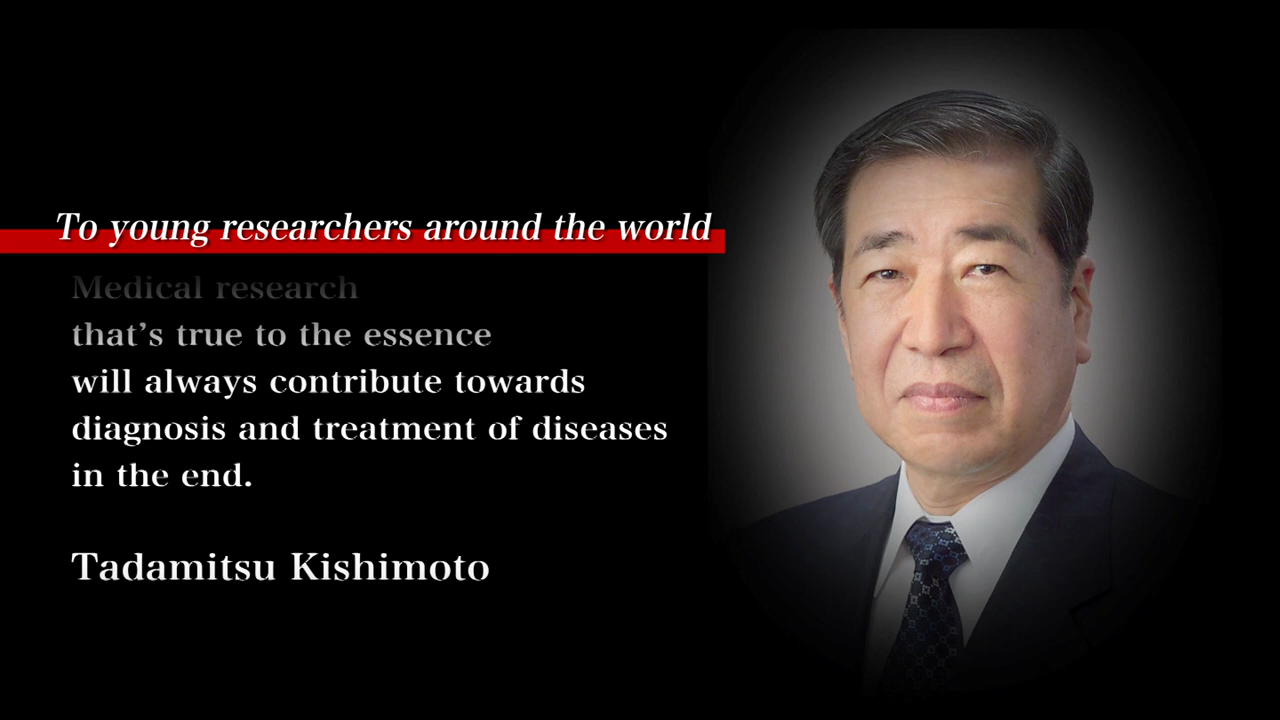 To young researchers around the world
Medical research
that’s true to the essence
will always contribute towards
diagnosis and treatment of diseases
in the end.
Tadamitsu Kishimoto